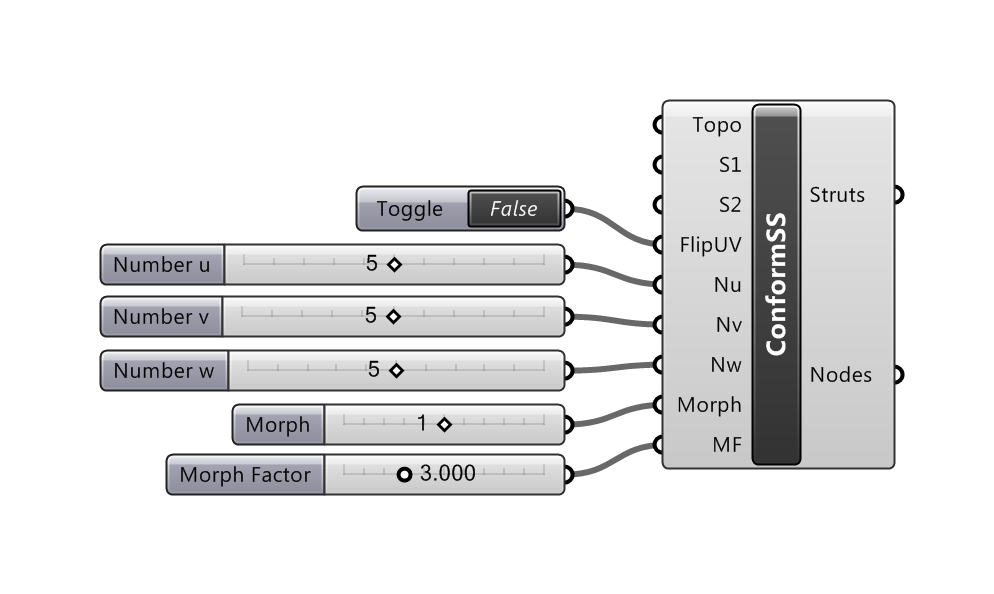 Topo
S1
S2
Toggle False
FlipUV
Number u 5
Nu
Number v 5
Nv
Number w 5
Nw
Morph 1
Morph
Morph Factor 3.000
MF
ConformSS
Struts
Nodes